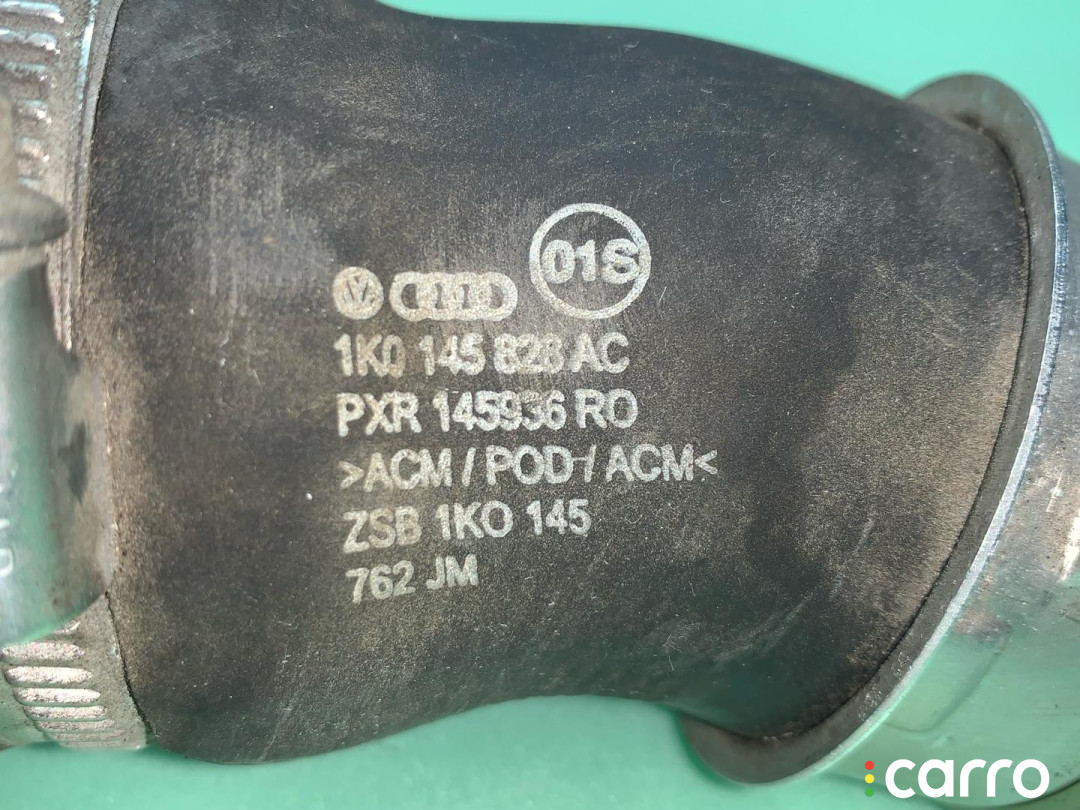 01S
1K0 145 828 AC
PXR 145936 RO
>ACM / POD-/ ACM<
ZSB 1KO 145
762 JM
carro